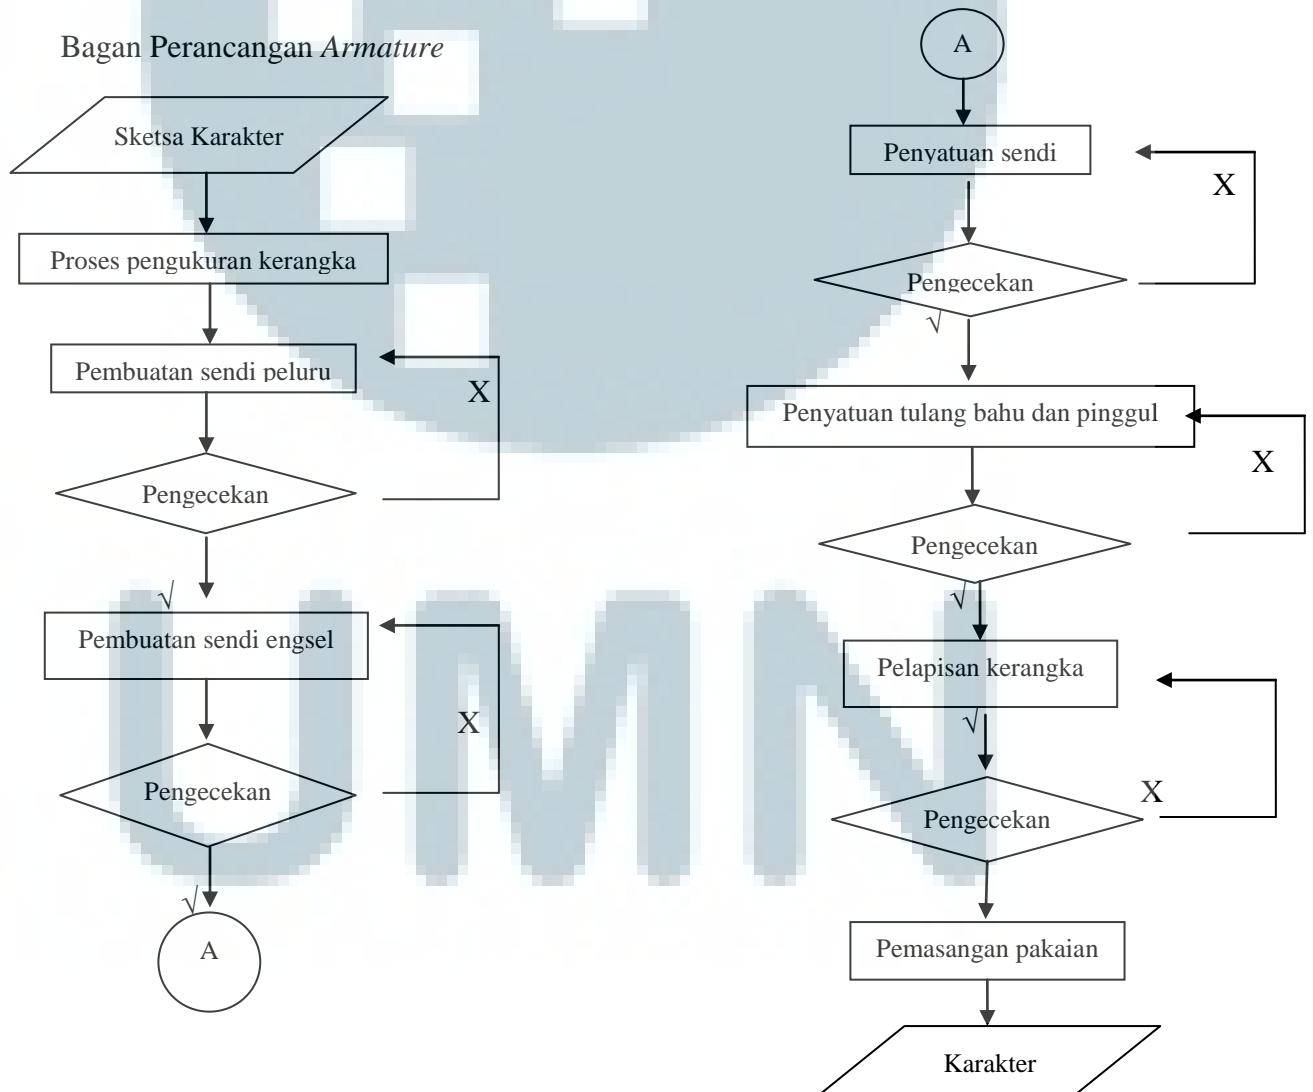 Bagan Perancangan Armature
Sketsa Karakter
Proses pengukuran kerangka
Pembuatan sendi peluru
X
Pengecekan
√
Pembuatan sendi engsel
X
Pengecekan
√
A
A
Penyatuan sendi
X
Pengecekan
√
Penyatuan tulang bahu dan pinggul
X
Pengecekan
√
Pelapisan kerangka
√
X
Pengecekan
Pemasangan pakaian
Karakter
UMN